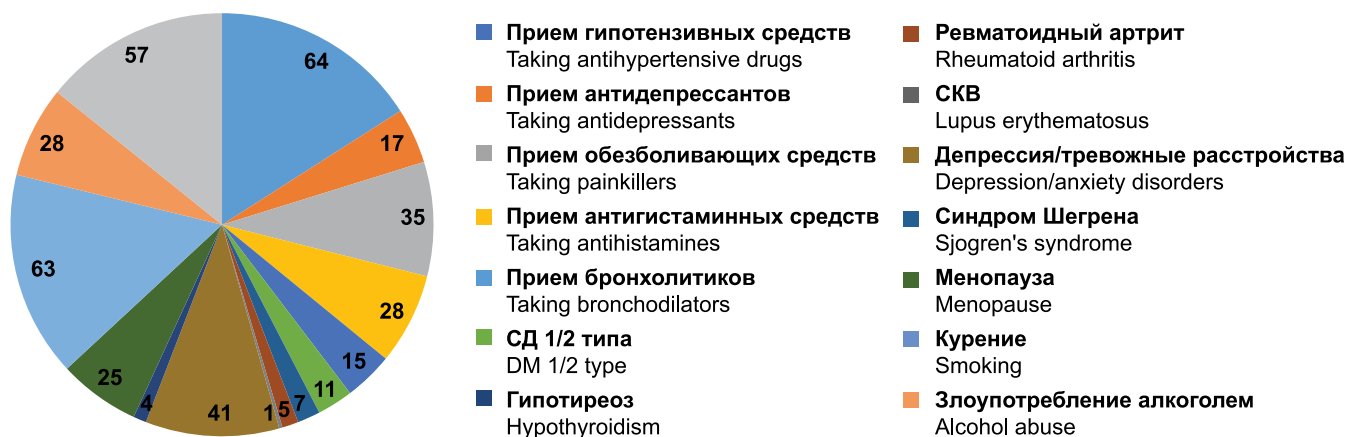 64
17
35
28
15
11
7
5
1
41
4
25
63
28
57
Прием гипотензивных средств
Taking antihypertensive drugs
Прием антидепрессантов
Taking antidepressants
Прием обезболивающих средств
Taking painkillers
Прием антигистаминных средств
Taking antihistamines
Прием бронхолитиков
Taking bronchodilators
СД 1/2 типа
DM 1/2 type
Гипотиреоз
Hypothyroidism
Ревматоидный артрит
Rheumatoid arthritis
СКВ
Lupus erythematosus
Депрессия/тревожные расстройства
Depression/anxiety disorders
Синдром Шегрена
Sjogren's syndrome
Менопауза
Menopause
Курение
Smoking
Злоупотребление алкоголем
Alcohol abuse